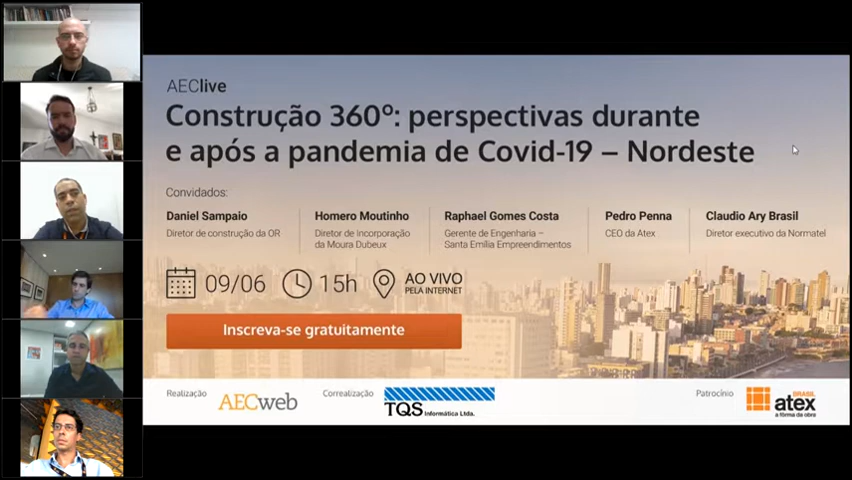 AEClive
Construção 360º: perspectivas durante
e após a pandemia de Covid-19 – Nordeste
Convidados:
Daniel Sampaio
Diretor de construção da OR
Homero Moutinho
Diretor de Incorporação
da Moura Dubeux
Raphael Gomes Costa
Gerente de Engenharia –
Santa Emília Empreendimentos
Pedro Penna
CEO da Atex
Claudio Ary Brasil
Diretor executivo da Normatel
09/06
15h
AO VIVO
PELA INTERNET
Inscreva-se gratuitamente
Realização
AECweb
Correalização
TQS Informática Ltda.
Patrocínio
BRASIL
atex
a fôrma da obra